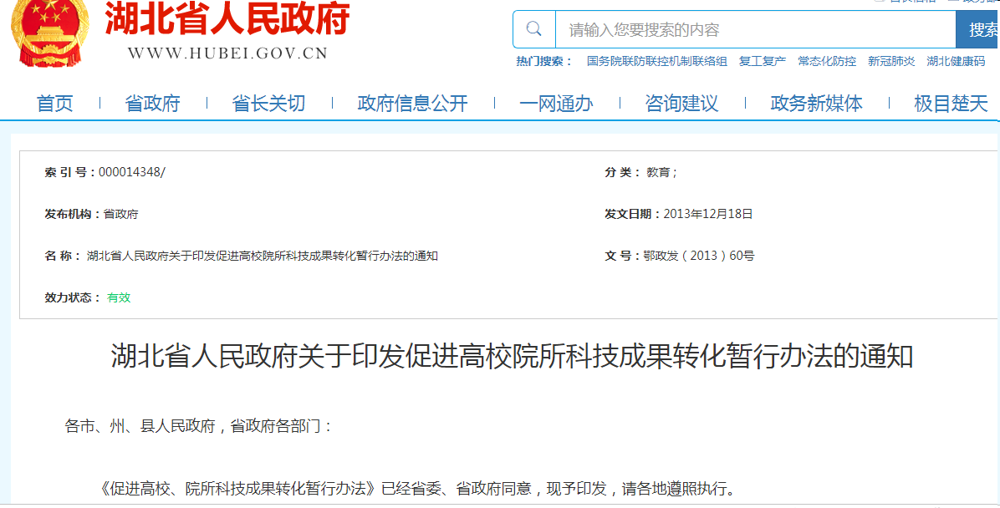 湖北省人民政府
WWW.HUBEI.GOV.CN
请输入您要搜索的内容
搜索
热门搜索： 国务院联防联控机制联络组 复工复产 常态化防控 新冠肺炎 湖北健康码
首页 | 省政府 | 省长关切 | 政府信息公开 | 一网通办 | 咨询建议 | 政务新媒体 | 极目楚天
索 引 号：000014348/ 分 类： 教育 ;
发布机构：省政府 发文日期：2013年12月18日
名 称： 湖北省人民政府关于印发促进高校院所科技成果转化暂行办法的通知 文 号：鄂政发（2013）60号
效力状态： 有效
湖北省人民政府关于印发促进高校院所科技成果转化暂行办法的通知
各市、州、县人民政府，省政府各部门：
《促进高校、院所科技成果转化暂行办法》已经省委、省政府同意，现予印发，请各地遵照执行。